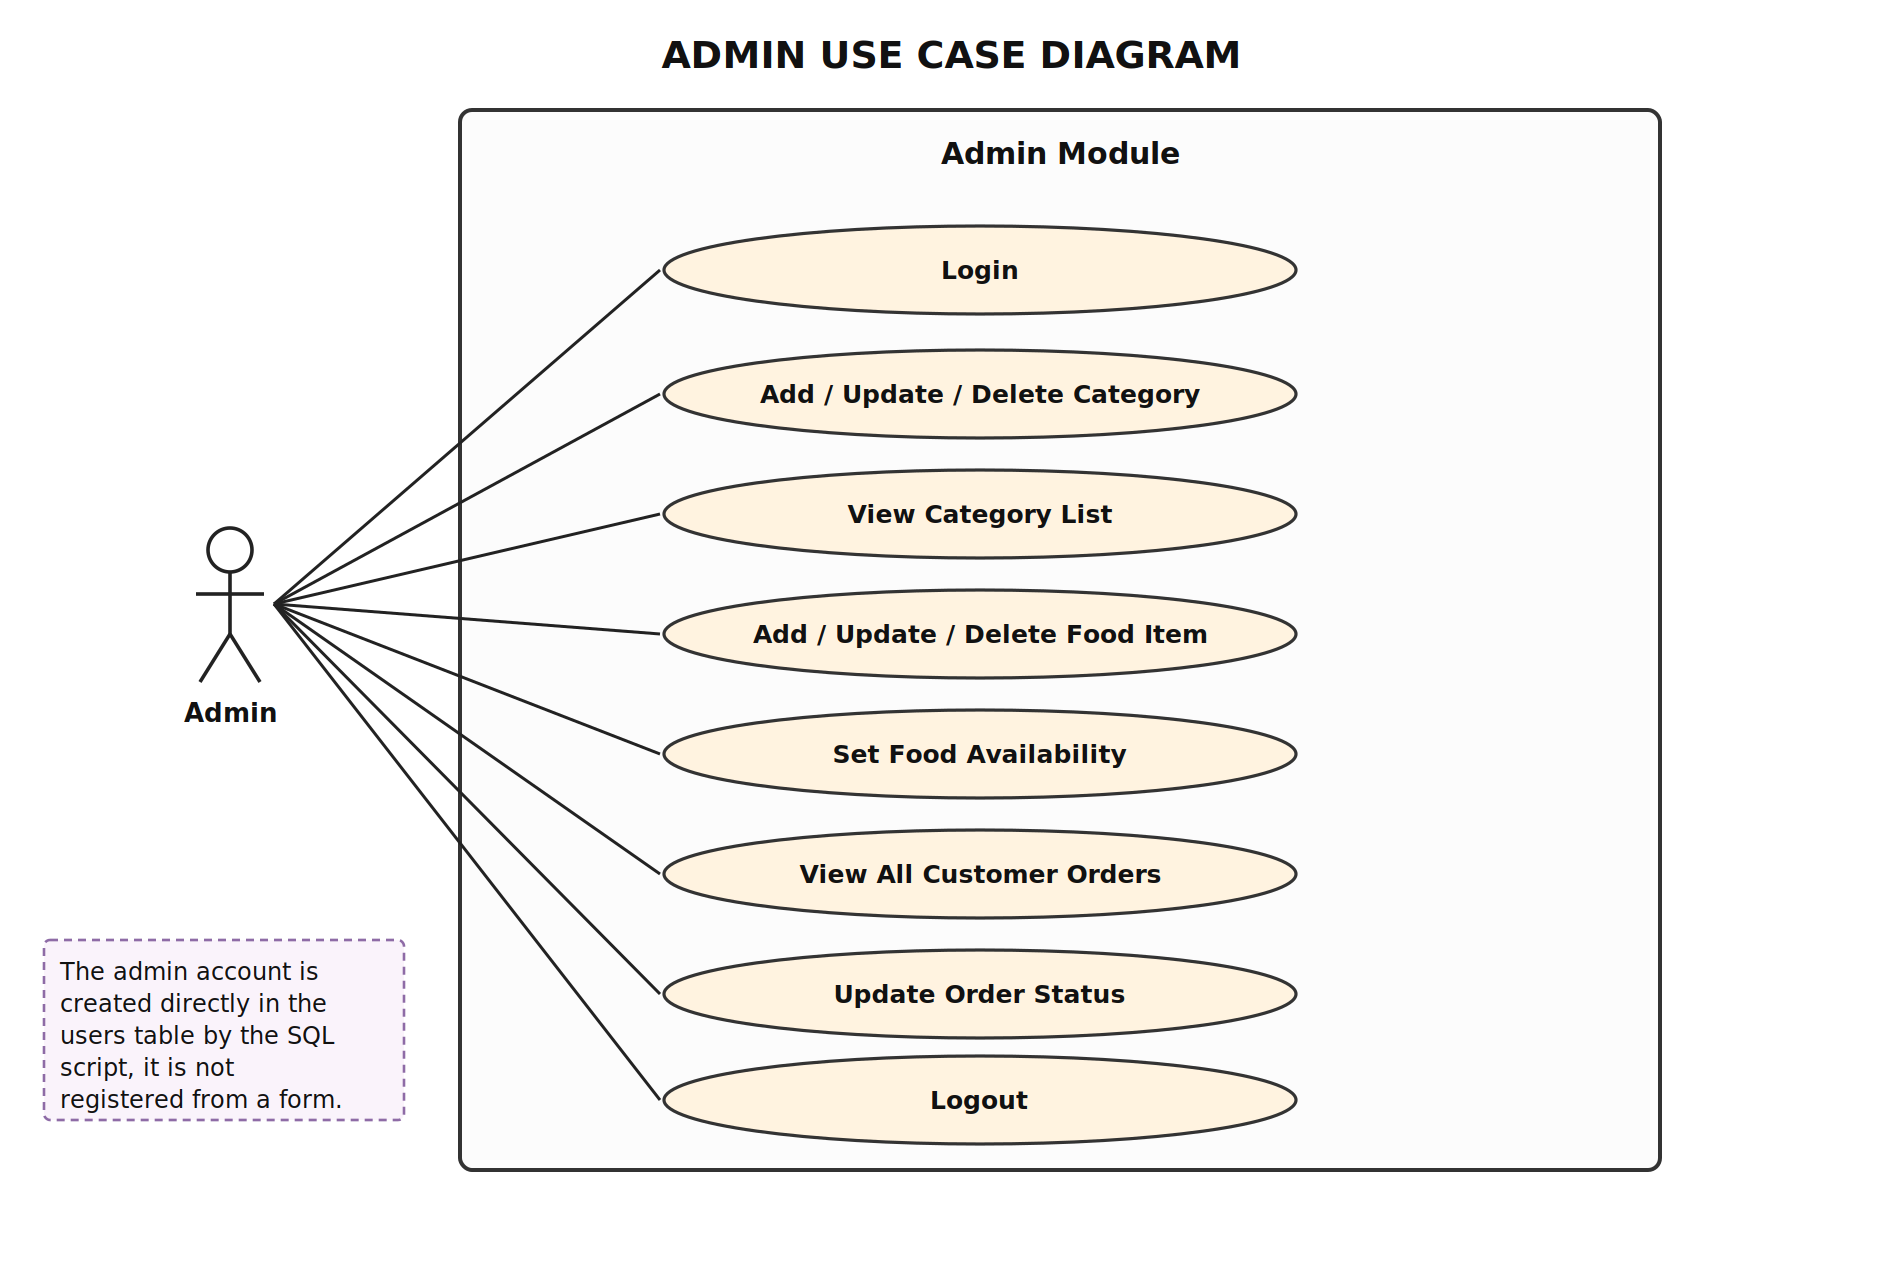 ADMIN USE CASE DIAGRAM
Admin Module
Login
Add / Update / Delete Category
View Category List
Add / Update / Delete Food Item
Set Food Availability
View All Customer Orders
Update Order Status
Logout
Admin
The admin account is
created directly in the
users table by the SQL
script, it is not
registered from a form.